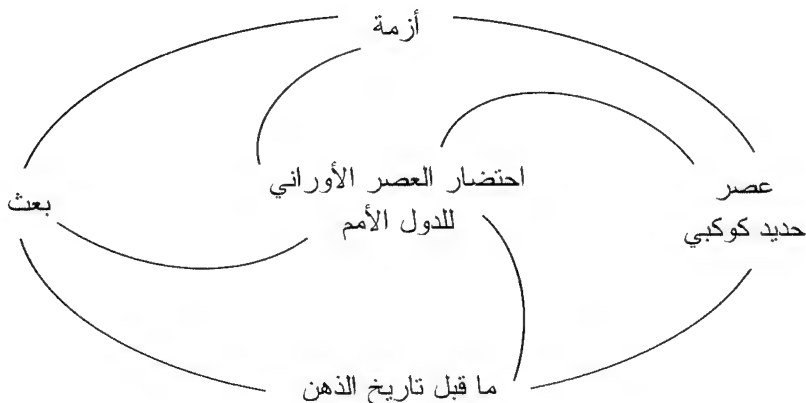 أزمة
عصر
حديد كوكبي
احتضار العصر الأوراني
للدول الأمم
بعث
ما قبل تاريخ الذهن